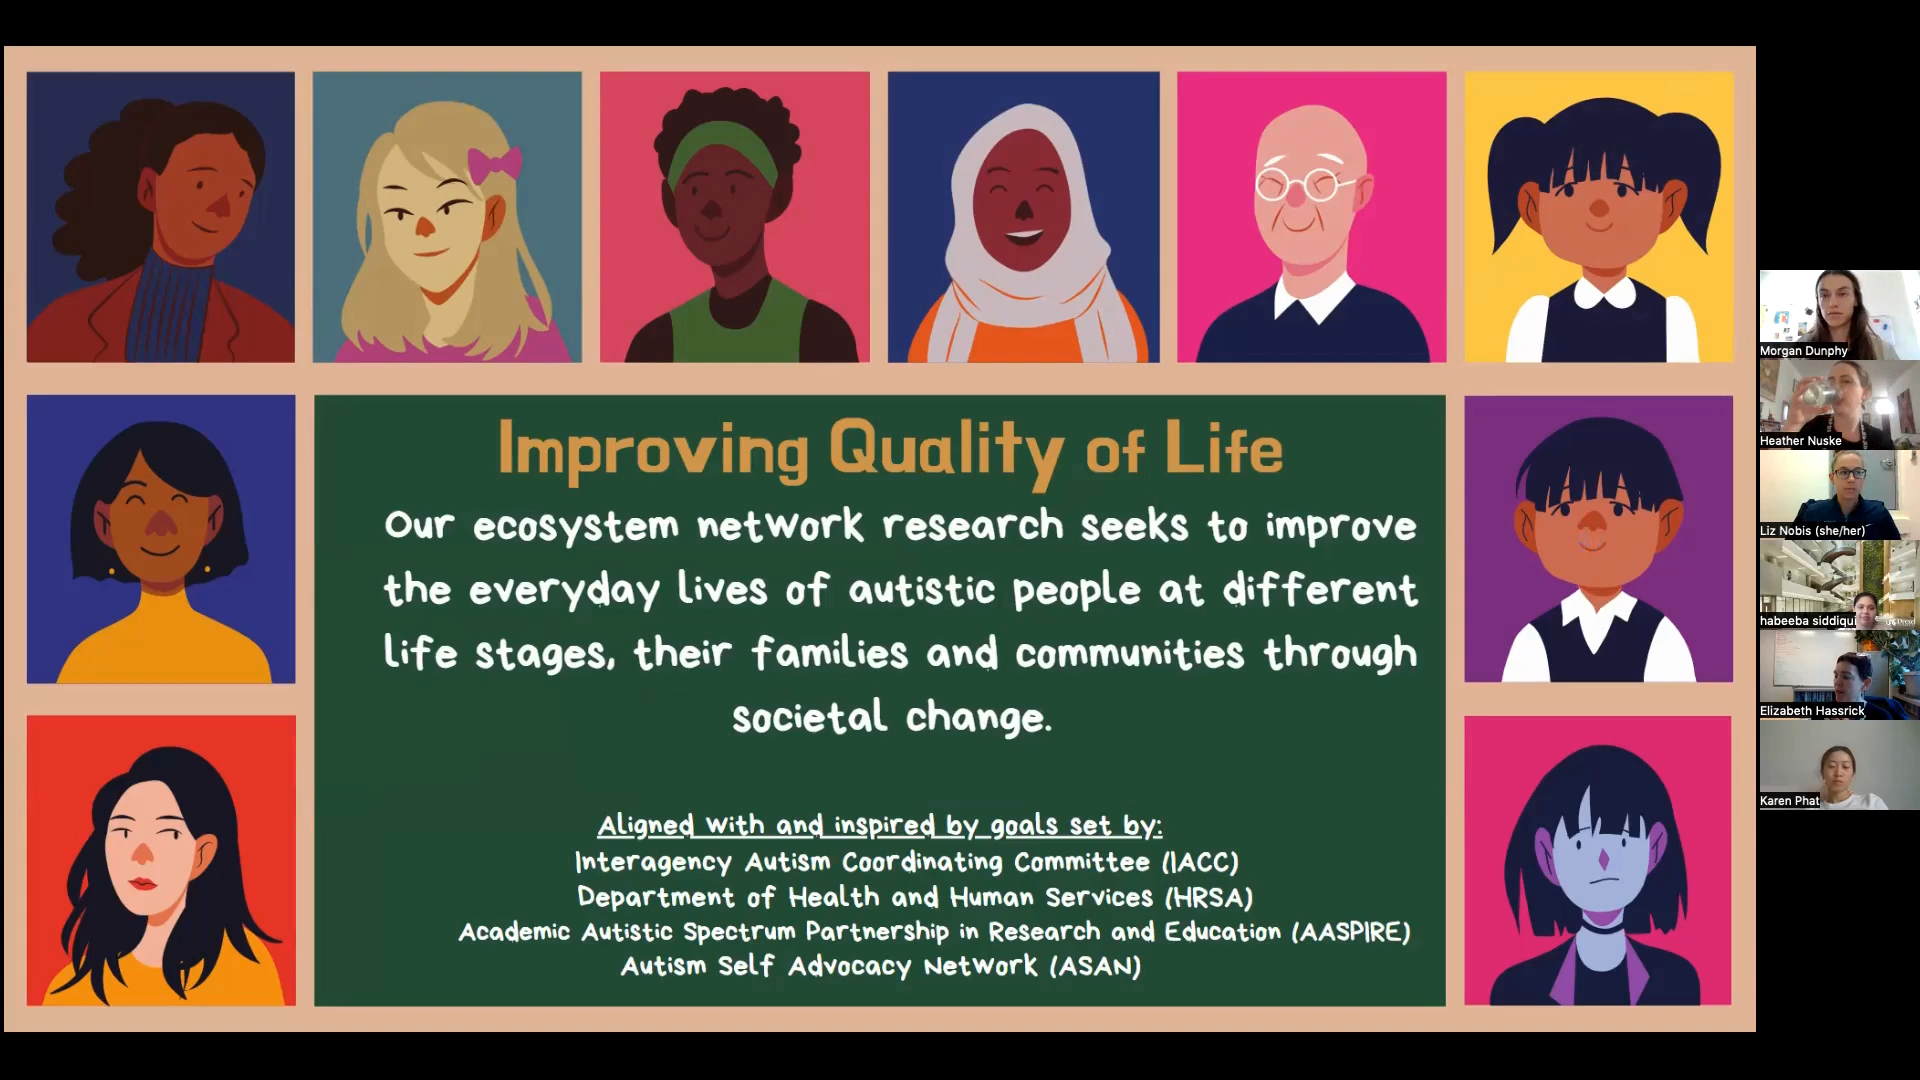 Improving Quality of Life
Our ecosystem network research seeks to improve
the everyday lives of autistic people at different
life stages, their families and communities through
societal change.
Aligned with and inspired by goals set by:
Interagency Autism Coordinating Committee (IACC)
Department of Health and Human Services (HRSA)
Academic Autistic Spectrum Partnership in Research and Education (AASPIRE)
Autism Self Advocacy Network (ASAN)
Morgan Dunphy
Heather Nuske
Liz Nobis (she/her)
habeeba siddiqui
Elizabeth Hassrick
Karen Phat